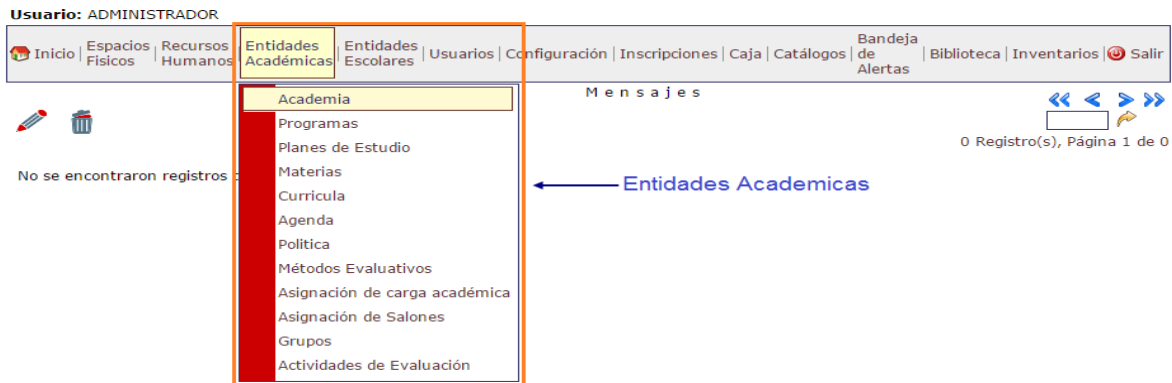 Usuario: ADMINISTRADOR
Inicio | Espacios Fisicos | Recursos Humanos | Entidades Académicas | Entidades Escolares | Usuarios | Configuración | Inscripciones | Caja | Catálogos | Bandeja de Alertas | Biblioteca | Inventarios | Salir
Mensajes
0 Registro(s), Página 1 de 0
No se encontraron registros
Academia
Programas
Planes de Estudio
Materias
Curricula
Agenda
Politica
Métodos Evaluativos
Asignación de carga académica
Asignación de Salones
Grupos
Actividades de Evaluación
Entidades Academicas